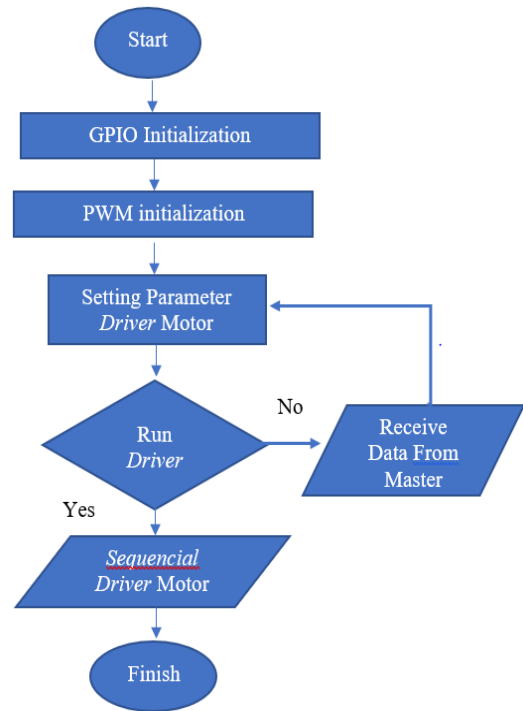 Start
GPIO Initialization
PWM initialization
Setting Parameter
Driver Motor
Run
Driver
No
Receive
Data From
Master
Yes
Sequencial
Driver Motor
Finish